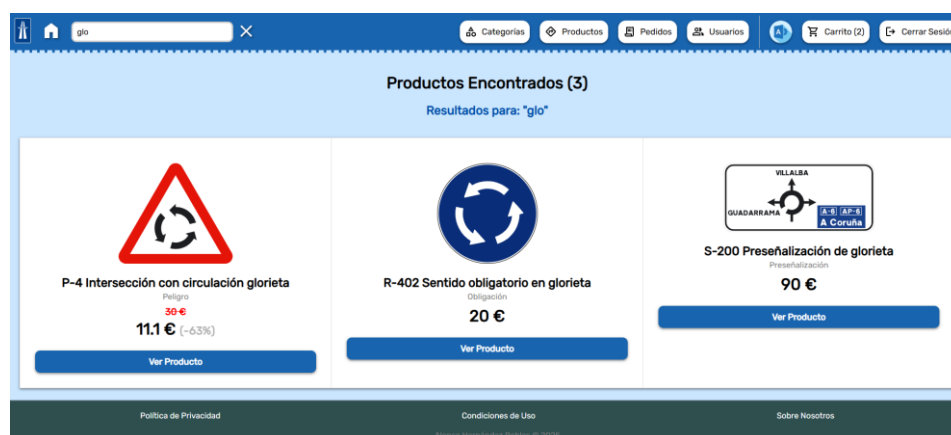 glo
Categorías
Productos
Pedidos
Usuarios
A
Carrito (2)
Cerrar Sesión
Productos Encontrados (3)
Resultados para: "glo"
P-4 Intersección con circulación glorieta
Peligro
30 €
11.1 € (-63%)
Ver Producto
R-402 Sentido obligatorio en glorieta
Obligación
20 €
Ver Producto
VILLALBA
GUADARRAMA
A-6 AP-6
A Coruña
S-200 Preseñalización de glorieta
Preseñalización
90 €
Ver Producto
Política de Privacidad
Condiciones de Uso
Sobre Nosotros